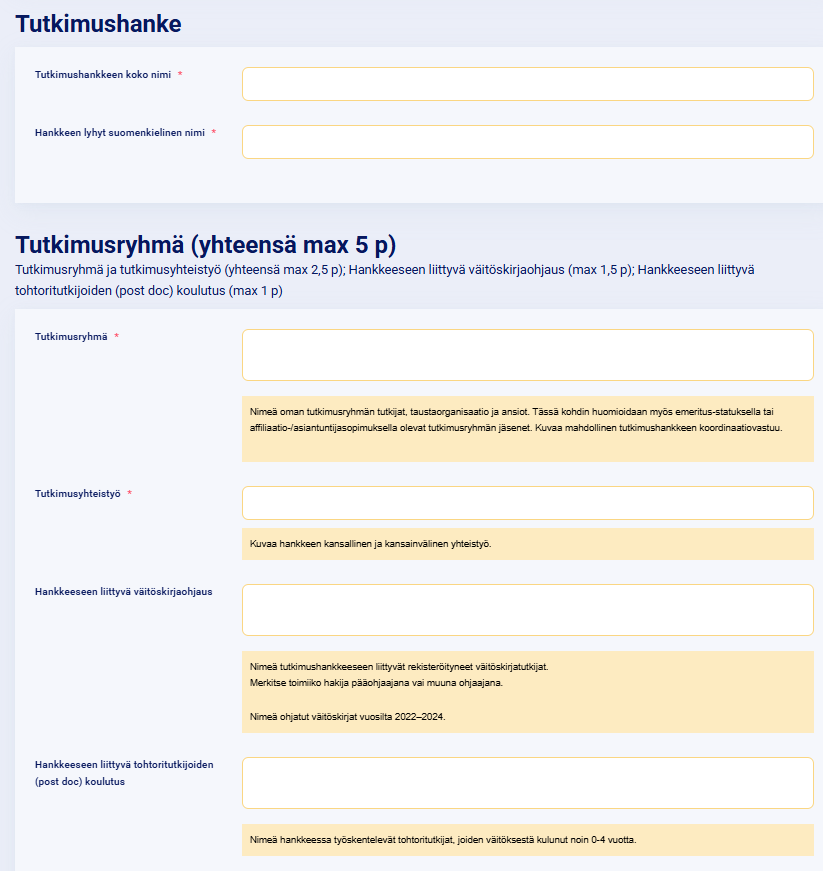 Tutkimushanke
Tutkimushankkeen koko nimi *
Hankkeen lyhyt suomenkielinen nimi *
Tutkimusryhmä (yhteensä max 5 p)
Tutkimusryhmä ja tutkimusyhteistyö (yhteensä max 2,5 p); Hankkeeseen liittyvä väitöskirjaohjaus (max 1,5 p); Hankkeeseen liittyvä
tohtoritutkijoiden (post doc) koulutus (max 1 p)
Tutkimusryhmä *
Nimeä oman tutkimusryhmän tutkijat, taustaorganisaatio ja ansiot. Tässä kohdin huomioidaan myös emeritus-statuksella tai
affiliaatio-/asiantuntijasopimuksella olevat tutkimusryhmän jäsenet. Kuvaa mahdollinen tutkimushankkeen koordinaatiovastuu.
Tutkimusyhteistyö *
Kuvaa hankkeen kansallinen ja kansainvälinen yhteistyö.
Hankkeeseen liittyvä väitöskirjaohjaus
Nimeä tutkimushankkeeseen liittyvät rekisteröityneet väitöskirjatutkijat.
Merkitse toimiiko hakija pääohjaajana vai muuna ohjaajana.
Nimeä ohjatut väitöskirjat vuosilta 2022–2024.
Hankkeeseen liittyvä tohtoritutkijoiden
(post doc) koulutus
Nimeä hankkeessa työskentelevät tohtoritutkijat, joiden väitöksestä kulunut noin 0-4 vuotta.